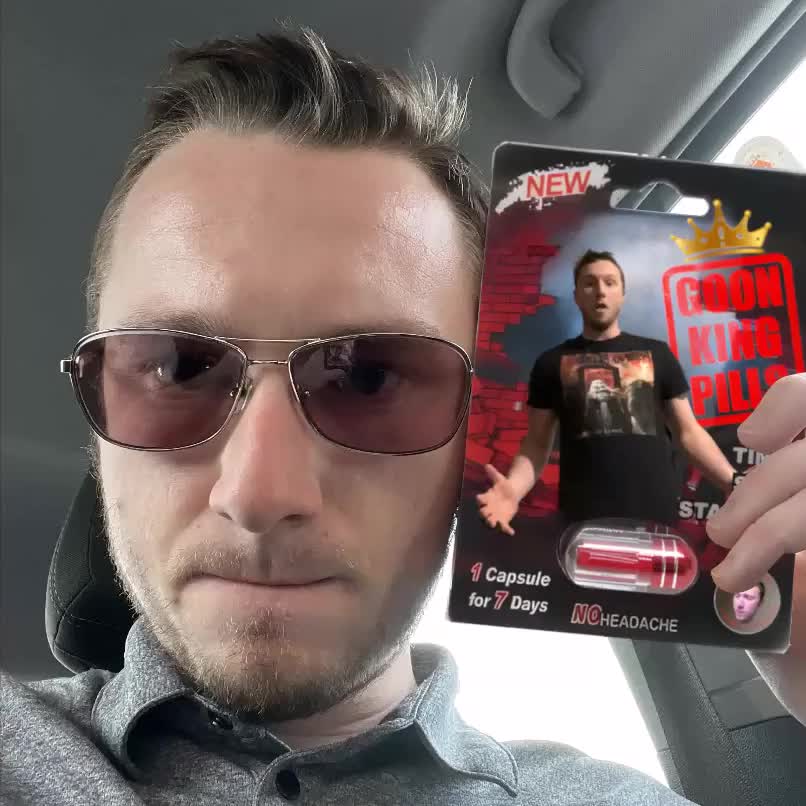 NEW
GOON
KING
PILLS
1 Capsule
for 7 Days
NO HEADACHE